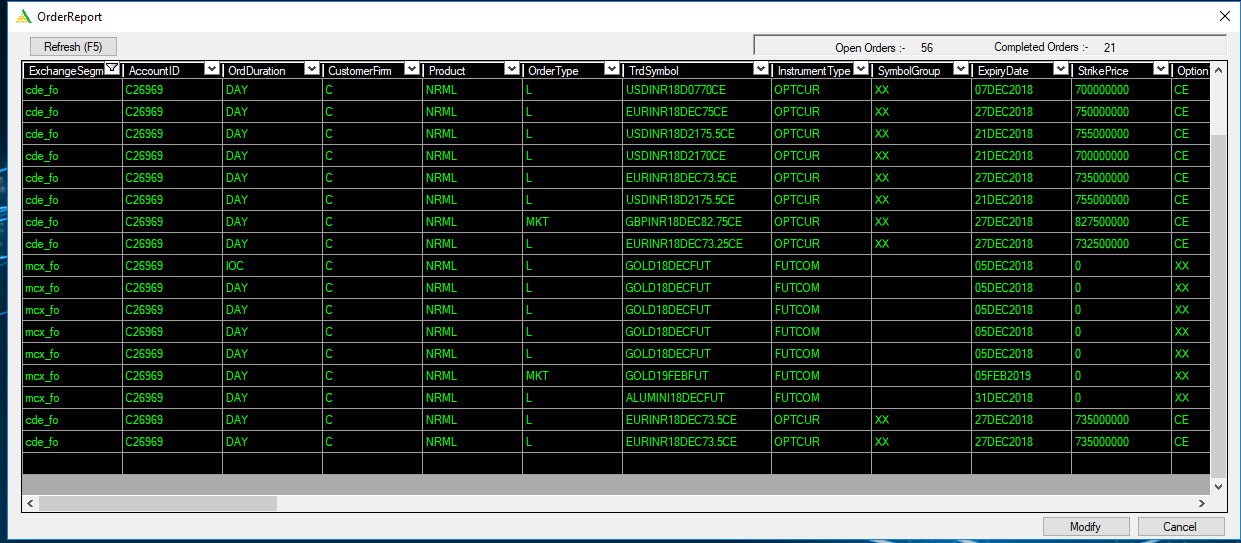 OrderReport
Refresh (F5) Open Orders :- 56 Completed Orders :- 21
ExchangeSegm AccountID OrdDuration CustomerFirm Product OrderType TrdSymbol InstrumentType SymbolGroup ExpiryDate StrikePrice Option
cde_fo C26969 DAY C NRML L USDINR18D0770CE OPTCUR XX 07DEC2018 700000000 CE
cde_fo C26969 DAY C NRML L EURINR18DEC75CE OPTCUR XX 27DEC2018 750000000 CE
cde_fo C26969 DAY C NRML L USDINR18D2175.5CE OPTCUR XX 21DEC2018 755000000 CE
cde_fo C26969 DAY C NRML L USDINR18D2170CE OPTCUR XX 21DEC2018 700000000 CE
cde_fo C26969 DAY C NRML L EURINR18DEC73.5CE OPTCUR XX 27DEC2018 735000000 CE
cde_fo C26969 DAY C NRML L USDINR18D2175.5CE OPTCUR XX 21DEC2018 755000000 CE
cde_fo C26969 DAY C NRML MKT GBPINR18DEC82.75CE OPTCUR XX 27DEC2018 827500000 CE
cde_fo C26969 DAY C NRML L EURINR18DEC73.25CE OPTCUR XX 27DEC2018 732500000 CE
mcx_fo C26969 IOC C NRML L GOLD18DECFUT FUTCOM 05DEC2018 0 XX
mcx_fo C26969 DAY C NRML L GOLD18DECFUT FUTCOM 05DEC2018 0 XX
mcx_fo C26969 DAY C NRML L GOLD18DECFUT FUTCOM 05DEC2018 0 XX
mcx_fo C26969 DAY C NRML L GOLD18DECFUT FUTCOM 05DEC2018 0 XX
mcx_fo C26969 DAY C NRML L GOLD18DECFUT FUTCOM 05DEC2018 0 XX
mcx_fo C26969 DAY C NRML MKT GOLD19FEBFUT FUTCOM 05FEB2019 0 XX
mcx_fo C26969 DAY C NRML L ALUMINI18DECFUT FUTCOM 31DEC2018 0 XX
cde_fo C26969 DAY C NRML L EURINR18DEC73.5CE OPTCUR XX 27DEC2018 735000000 CE
cde_fo C26969 DAY C NRML L EURINR18DEC73.5CE OPTCUR XX 27DEC2018 735000000 CE
Modify Cancel